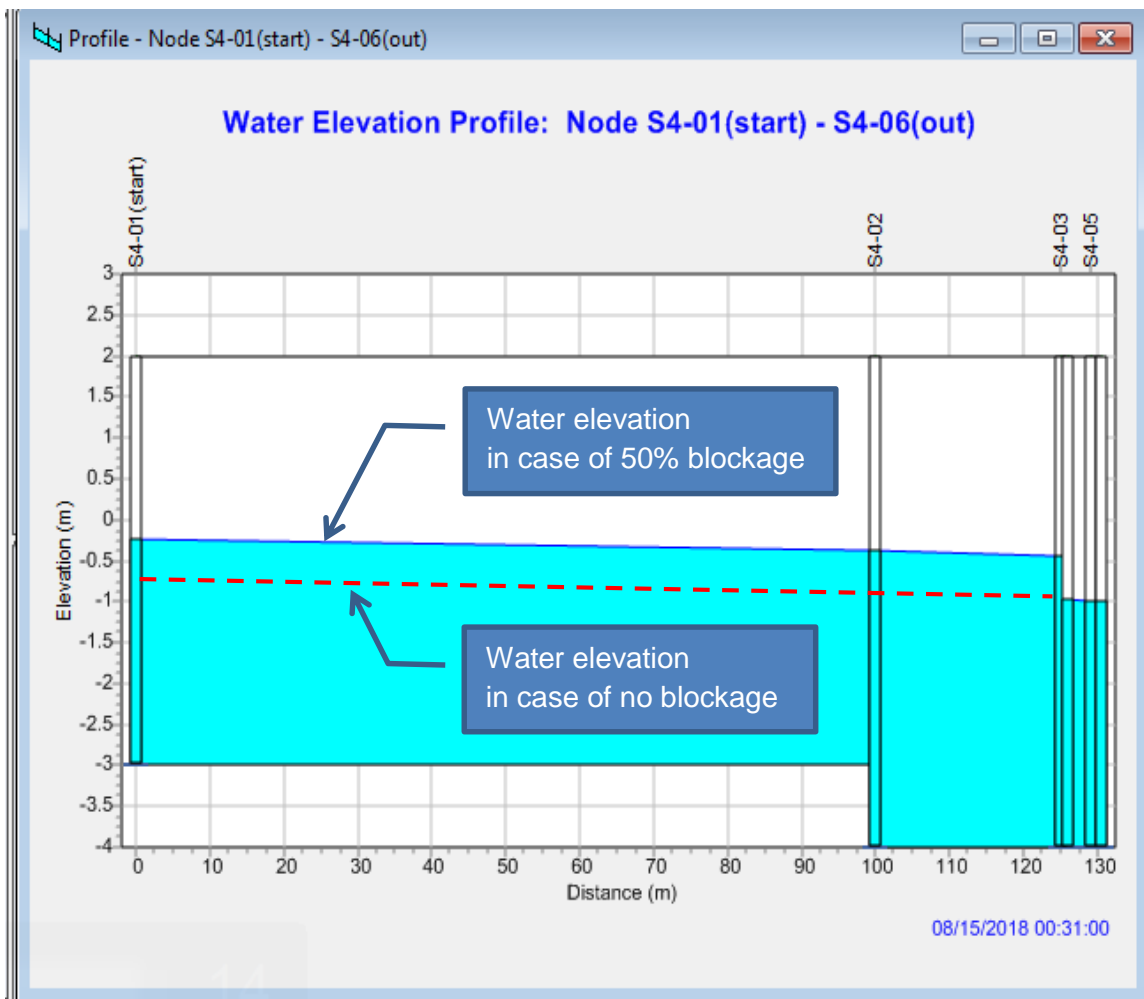 Profile - Node S4-01(start) - S4-06(out)
Water Elevation Profile: Node S4-01(start) - S4-06(out)
S4-01(start)
S4-02
S4-03
S4-05
3
2.5
2
1.5
1
0.5
0
-0.5
-1
-1.5
-2
-2.5
-3
-3.5
-4
Elevation (m)
Water elevation
in case of 50% blockage
Water elevation
in case of no blockage
0 10 20 30 40 50 60 70 80 90 100 110 120 130
Distance (m)
08/15/2018 00:31:00
14